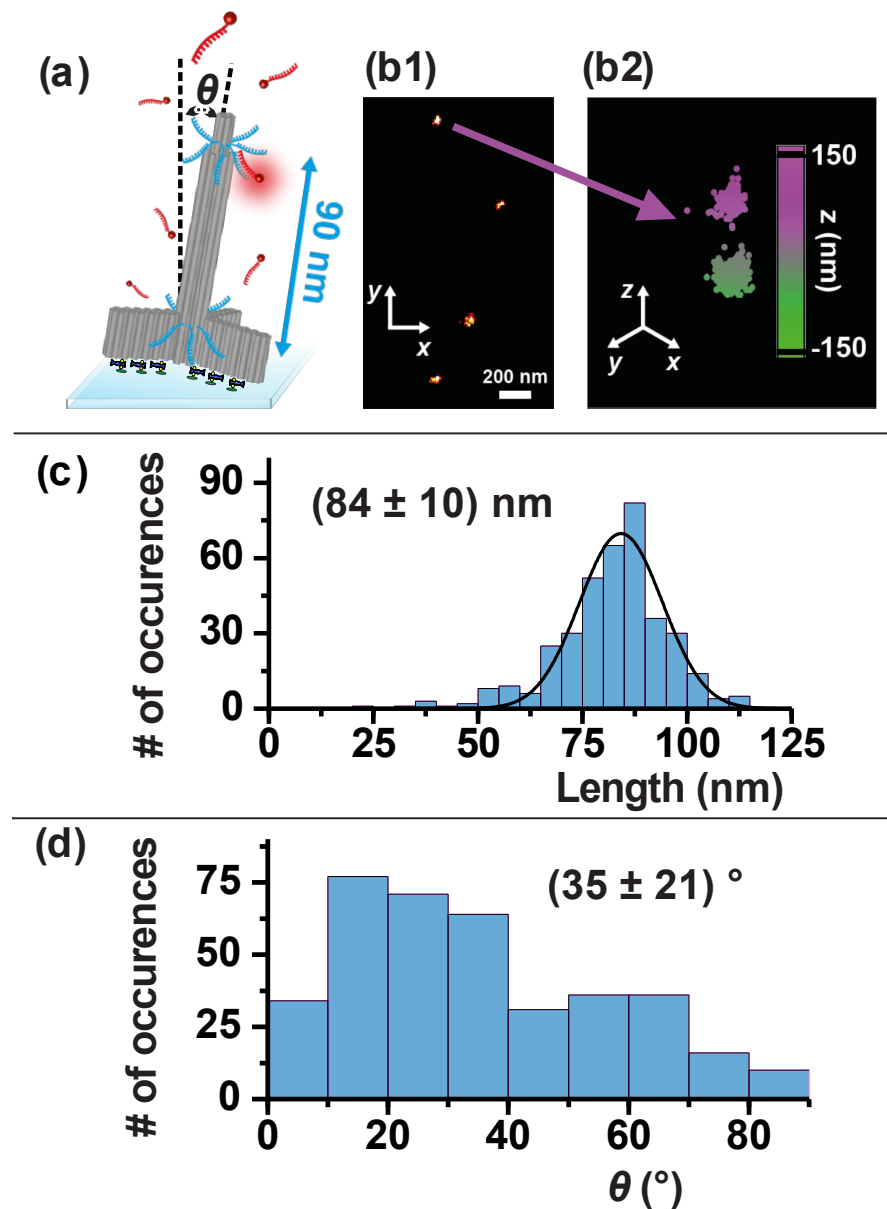 (a)
θ
90 nm
(b1)
y
x
200 nm
(b2)
z
y
x
150
z (nm)
-150
(c)
# of occurences
90
60
30
0
(84 ± 10) nm
0 25 50 75 100 125
Length (nm)
(d)
# of occurences
75
50
25
0
(35 ± 21) °
0 20 40 60 80
θ (°)